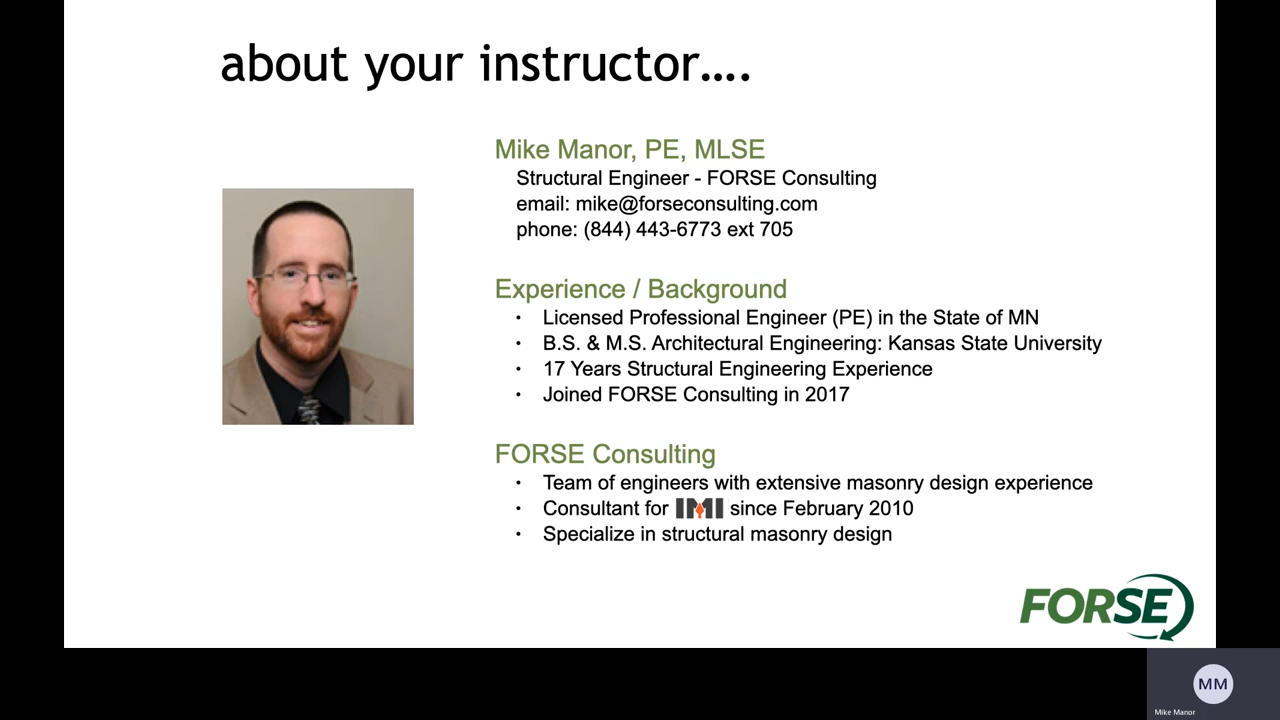 about your instructor....
Mike Manor, PE, MLSE
Structural Engineer - FORSE Consulting
email: mike@forseconsulting.com
phone: (844) 443-6773 ext 705
Experience / Background
• Licensed Professional Engineer (PE) in the State of MN
• B.S. & M.S. Architectural Engineering: Kansas State University
• 17 Years Structural Engineering Experience
• Joined FORSE Consulting in 2017
FORSE Consulting
• Team of engineers with extensive masonry design experience
• Consultant for IMI since February 2010
• Specialize in structural masonry design
FORSE
MM
Mike Manor